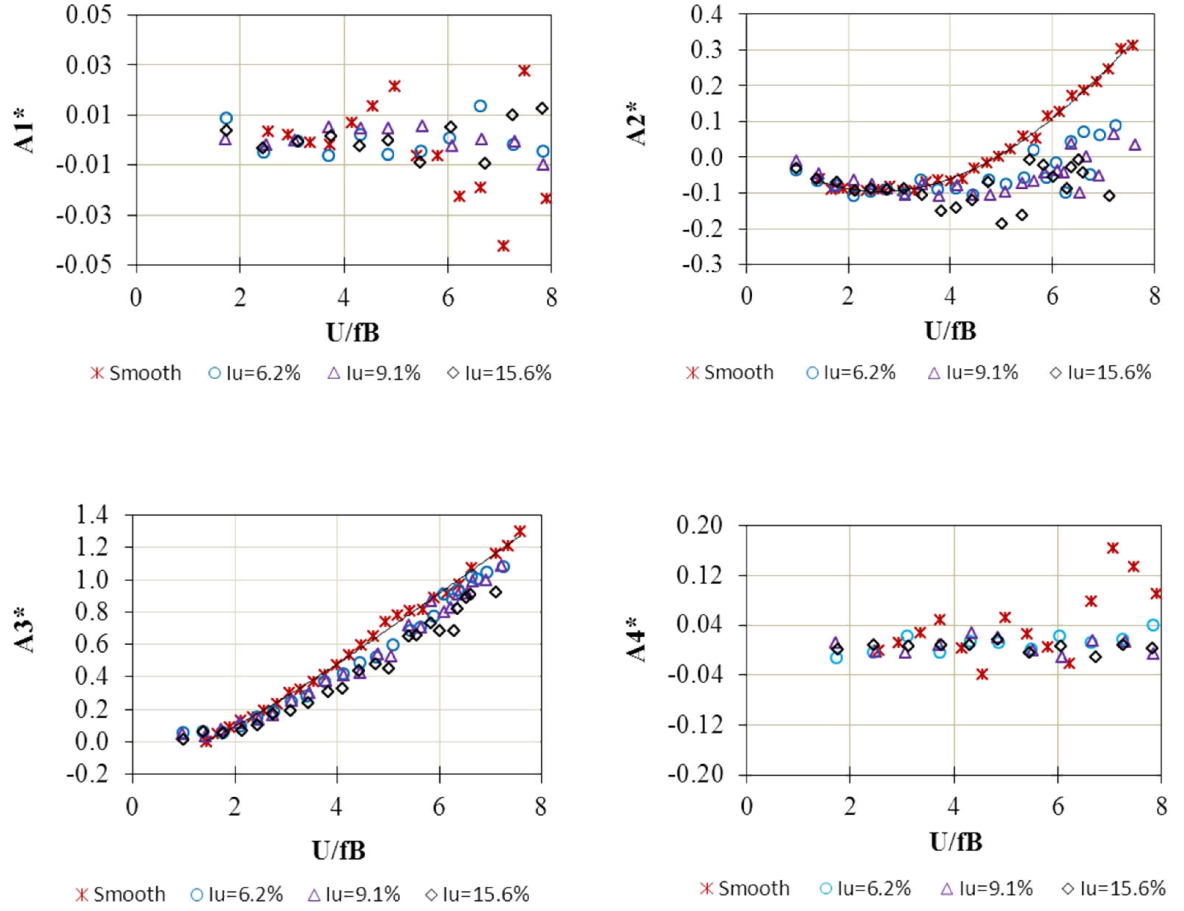 A1*
0.05
0.03
0.01
-0.01
-0.03
-0.05
0 2 4 6 8
U/fB
Smooth Iu=6.2% Iu=9.1% Iu=15.6%
A2*
0.4
0.3
0.2
0.1
0.0
-0.1
-0.2
-0.3
0 2 4 6 8
U/fB
Smooth Iu=6.2% Iu=9.1% Iu=15.6%
A3*
1.4
1.2
1.0
0.8
0.6
0.4
0.2
0.0
-0.2
0 2 4 6 8
U/fB
Smooth Iu=6.2% Iu=9.1% Iu=15.6%
A4*
0.20
0.12
0.04
-0.04
-0.12
-0.20
0 2 4 6 8
U/fB
Smooth Iu=6.2% Iu=9.1% Iu=15.6%